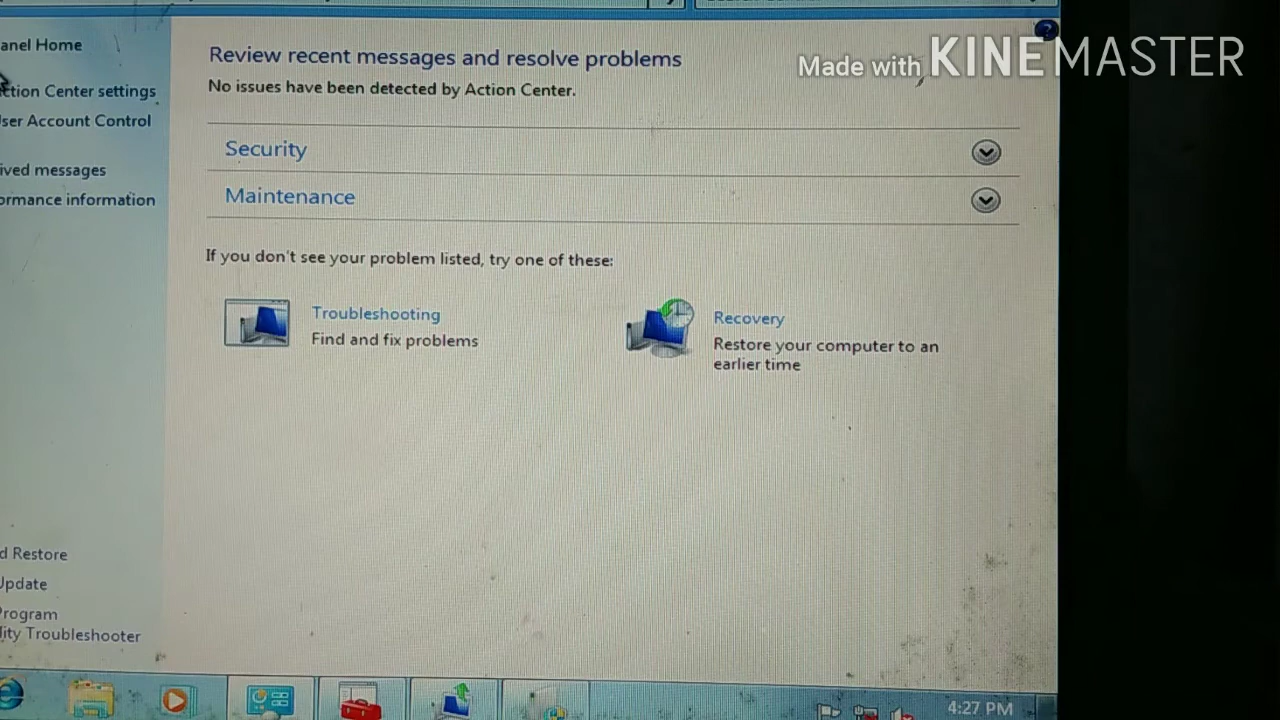 anel Home
ction Center settings
ser Account Control
ived messages
ormance information
Review recent messages and resolve problems
No issues have been detected by Action Center.
Made with KINEMASTER
Security
Maintenance
If you don't see your problem listed, try one of these:
Troubleshooting
Find and fix problems
Recovery
Restore your computer to an
earlier time
d Restore
Update
Program
lity Troubleshooter
4:27 PM